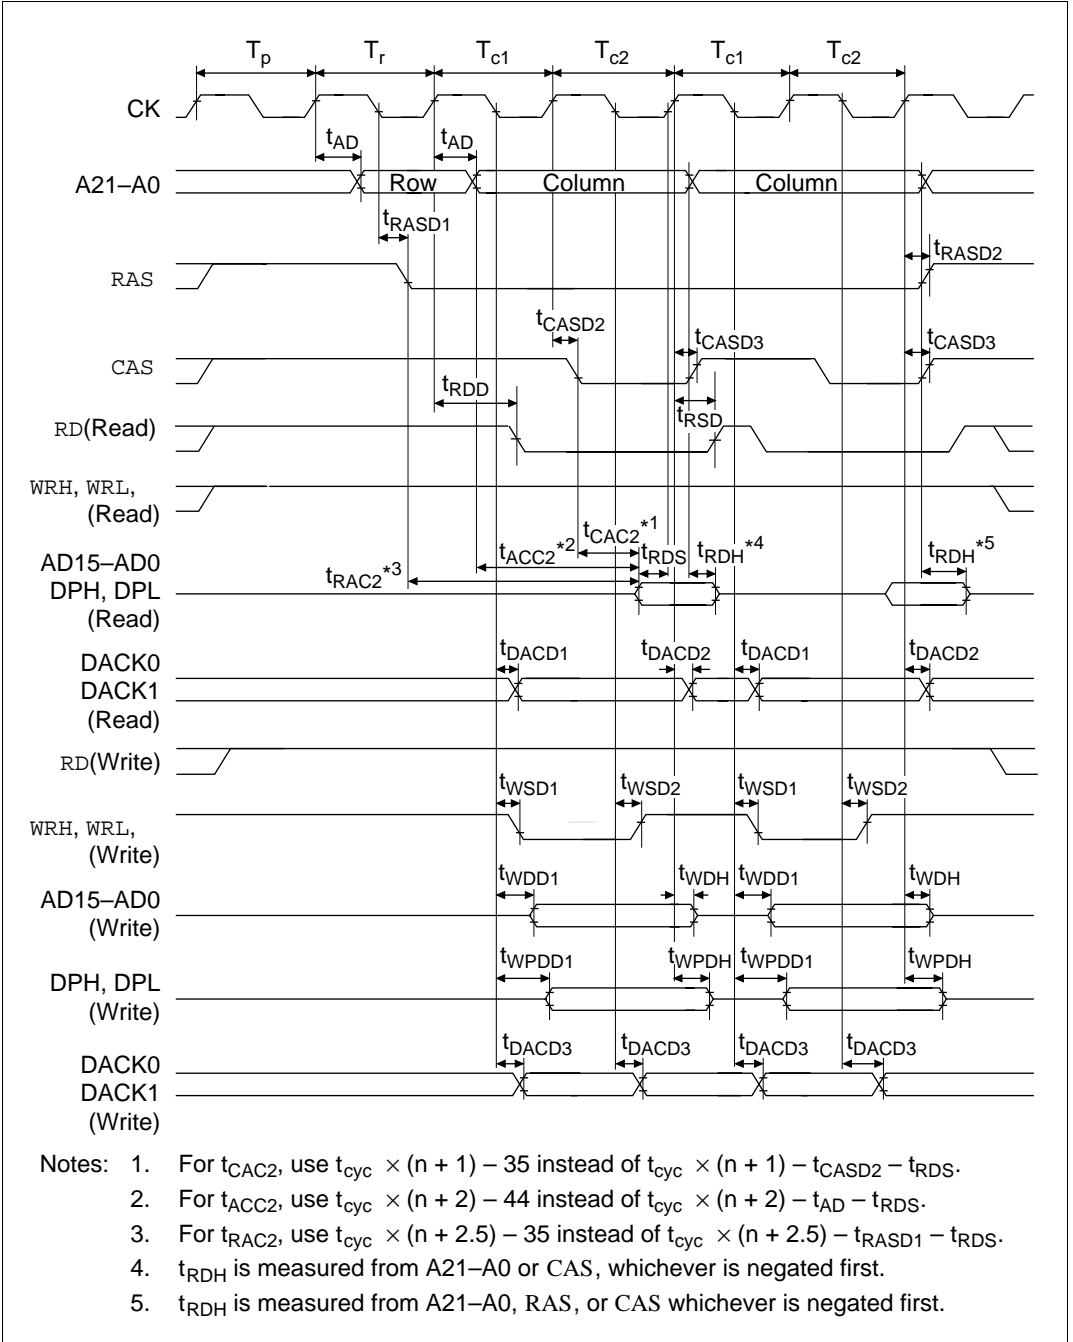 Tp Tr Tc1 Tc2 Tc1 Tc2
CK
tAD tAD
A21–A0 Row Column Column
tRASD1
tRASD2
RAS
tCASD2
tCASD3 tCASD3
CAS
tRDD
tRSD
RD(Read)
WRH, WRL,
(Read)
tCAC2*1
tACC2*2 tRDS tRDH*4 tRDH*5
tRAC2*3
AD15–AD0
DPH, DPL
(Read)
tDACD1 tDACD2 tDACD1 tDACD2
DACK0
DACK1
(Read)
RD(Write)
tWSD1 tWSD2 tWSD1 tWSD2
WRH, WRL,
(Write)
tWDD1 tWDH tWDD1 tWDH
AD15–AD0
(Write)
tWPDD1 tWPDH tWPDD1 tWPDH
DPH, DPL
(Write)
tDACD3 tDACD3 tDACD3 tDACD3
DACK0
DACK1
(Write)
Notes: 1. For tCAC2, use tcyc × (n + 1) – 35 instead of tcyc × (n + 1) – tCASD2 – tRDS.
2. For tACC2, use tcyc × (n + 2) – 44 instead of tcyc × (n + 2) – tAD – tRDS.
3. For tRAC2, use tcyc × (n + 2.5) – 35 instead of tcyc × (n + 2.5) – tRASD1 – tRDS.
4. tRDH is measured from A21–A0 or CAS, whichever is negated first.
5. tRDH is measured from A21–A0, RAS, or CAS whichever is negated first.